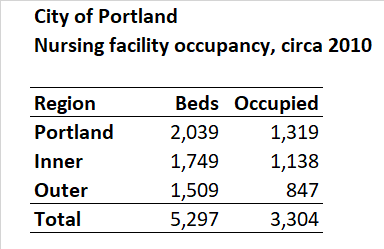 City of Portland
Nursing facility occupancy, circa 2010
Region Beds Occupied
Portland 2,039 1,319
Inner 1,749 1,138
Outer 1,509 847
Total 5,297 3,304